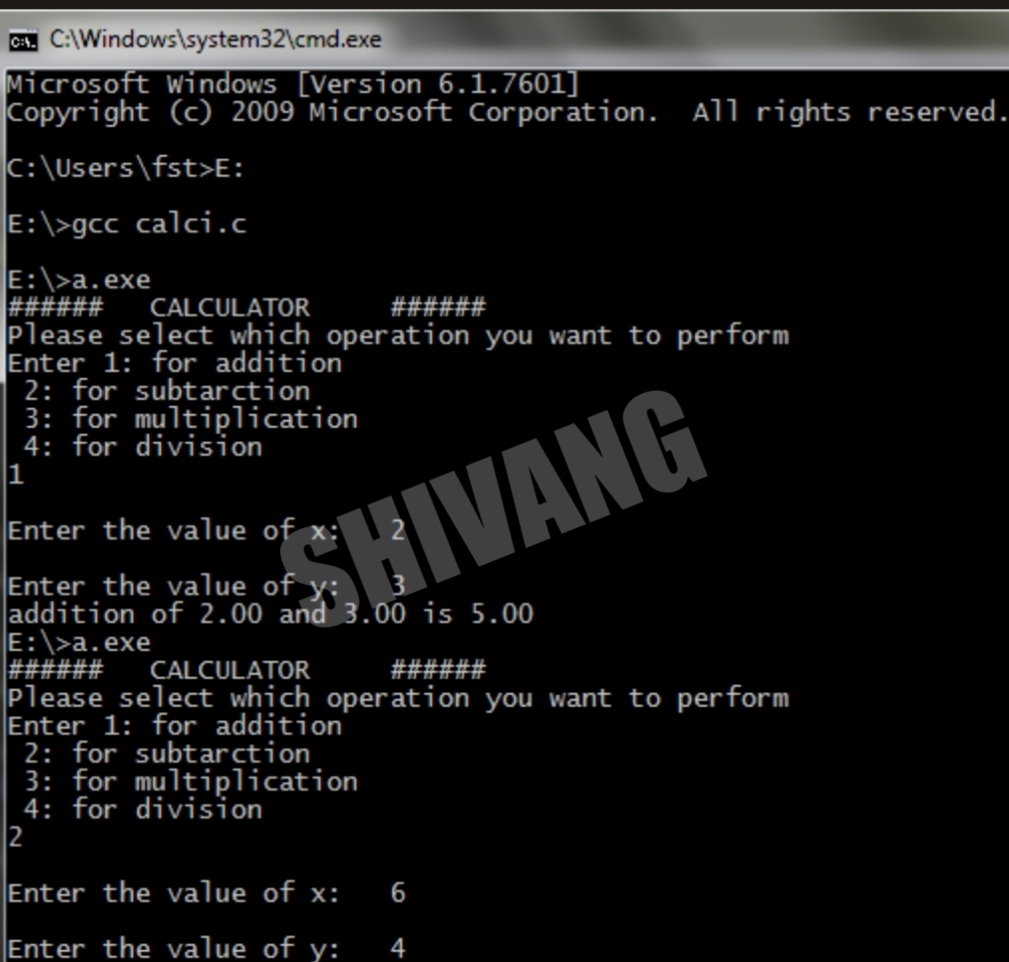 C:\Windows\system32\cmd.exe
Microsoft Windows [Version 6.1.7601]
Copyright (c) 2009 Microsoft Corporation.  All rights reserved.
C:\Users\fst>E:
E:\>gcc calci.c
E:\>a.exe
######   CALCULATOR     ######
Please select which operation you want to perform
Enter 1: for addition
 2: for subtarction
 3: for multiplication
 4: for division
1
Enter the value of x:   2
Enter the value of y:   3
addition of 2.00 and 3.00 is 5.00
E:\>a.exe
######   CALCULATOR     ######
Please select which operation you want to perform
Enter 1: for addition
 2: for subtarction
 3: for multiplication
 4: for division
2
Enter the value of x:   6
Enter the value of y:   4
SHIVANG